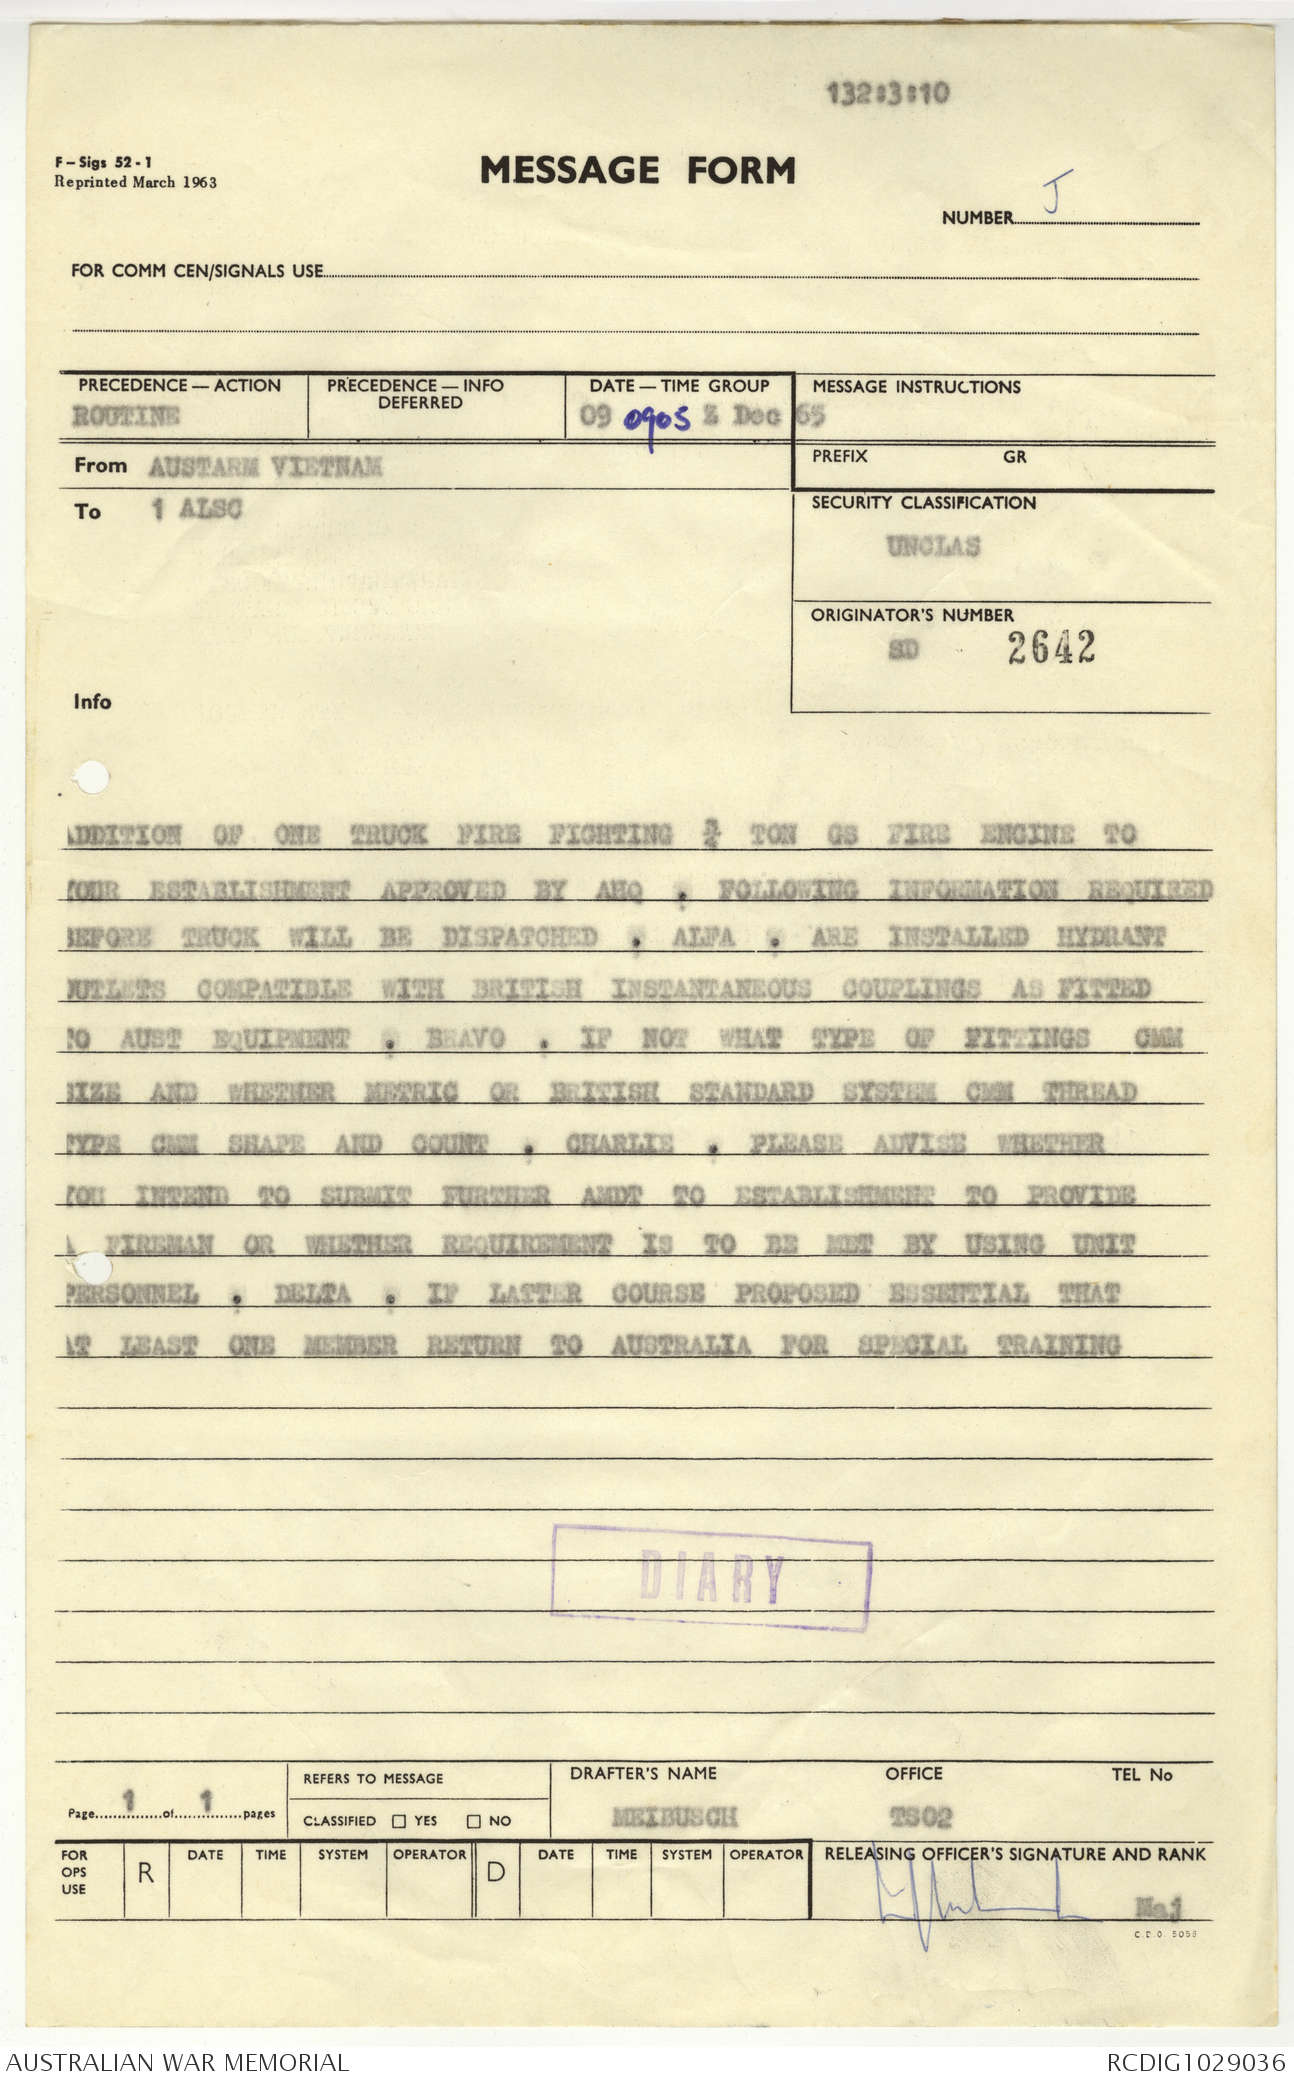 132:3:10
F – Sigs 52 - 1
Reprinted March 1963
MESSAGE FORM
NUMBER J
FOR COMM CEN/SIGNALS USE
PRECEDENCE — ACTION
ROUTINE
PRECEDENCE — INFO
DEFERRED
DATE — TIME GROUP
09 0905 Z Dec 65
MESSAGE INSTRUCTIONS
From AUSTARM VIETNAM
PREFIX GR
To 1 ALSC
SECURITY CLASSIFICATION
UNCLAS
ORIGINATOR'S NUMBER
SD 2642
Info
ADDITION OF ONE TRUCK FIRE FIGHTING ¾ TON GS FIRE ENGINE TO
YOUR ESTABLISHMENT APPROVED BY AHQ . FOLLOWING INFORMATION REQUIRED
BEFORE TRUCK WILL BE DISPATCHED . ALFA . ARE INSTALLED HYDRANT
OUTLETS COMPATIBLE WITH BRITISH INSTANTANEOUS COUPLINGS AS FITTED
TO AUST EQUIPMENT . BRAVO . IF NOT WHAT TYPE OF FITTINGS CMM
SIZE AND WHETHER METRIC OR BRITISH STANDARD SYSTEM CMM THREAD
TYPE CMM SHAPE AND COUNT . CHARLIE . PLEASE ADVISE WHETHER
YOU INTEND TO SUBMIT FURTHER AMDT TO ESTABLISHMENT TO PROVIDE
A FIREMAN OR WHETHER REQUIREMENT IS TO BE MET BY USING UNIT
PERSONNEL . DELTA . IF LATTER COURSE PROPOSED ESSENTIAL THAT
AT LEAST ONE MEMBER RETURN TO AUSTRALIA FOR SPECIAL TRAINING
DIARY
Page 1 of 1 pages
REFERS TO MESSAGE
CLASSIFIED YES NO
DRAFTER'S NAME OFFICE TEL No
MEIBUSCH TSO2
FOR OPS USE R DATE TIME SYSTEM OPERATOR D DATE TIME SYSTEM OPERATOR
RELEASING OFFICER'S SIGNATURE AND RANK
Maj
C.D.O. 5058
AUSTRALIAN WAR MEMORIAL
RCDIG1029036